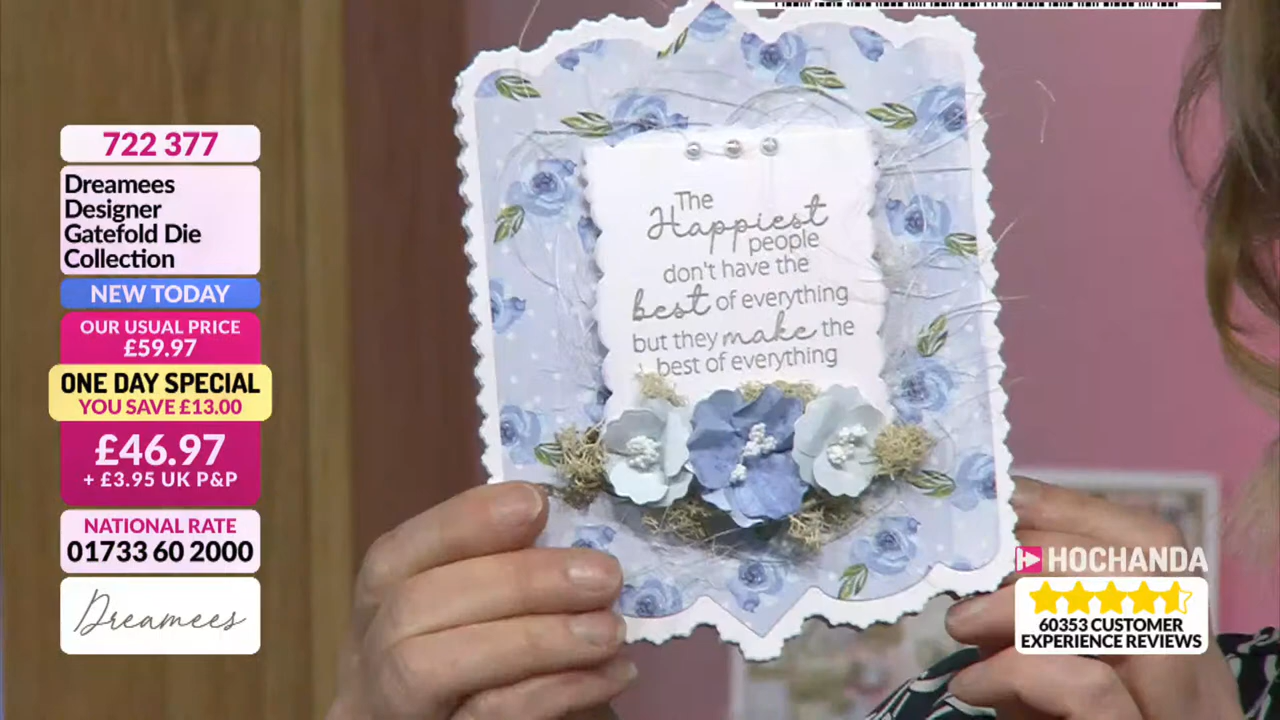 722 377
Dreamees
Designer
Gatefold Die
Collection
NEW TODAY
OUR USUAL PRICE
£59.97
ONE DAY SPECIAL
YOU SAVE £13.00
£46.97
+ £3.95 UK P&P
NATIONAL RATE
01733 60 2000
Dreamees
The
Happiest
people
don't have the
best of everything
but they make the
best of everything
HOCHANDA
60353 CUSTOMER
EXPERIENCE REVIEWS